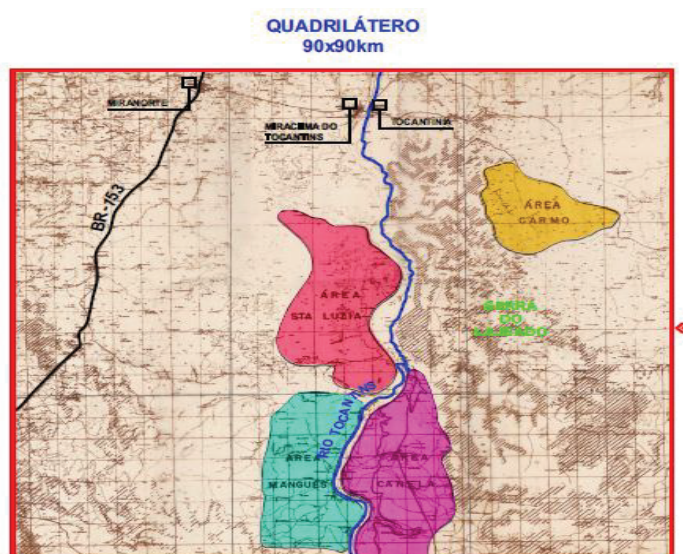 QUADRILÁTERO
90x90km
MIRANORTE
MIRACEMA DO
TOCANTINS
TOCANTINIA
BR-153
ÁREA
CARMO
ÁREA
STA LUZIA
SERRA
DO
LAJEADO
RIO TOCANTINS
ÁREA
MANGUES
ÁREA
CANELA